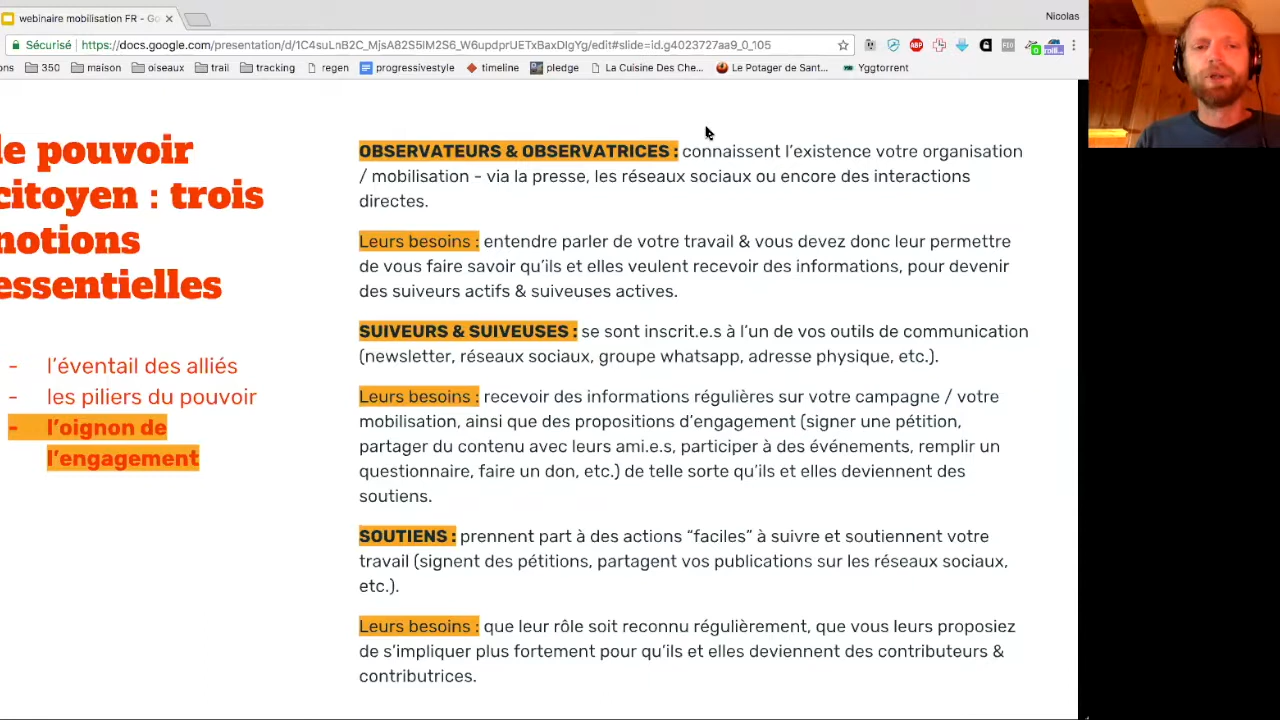 webinaire mobilisation FR - Go
Nicolas
Sécurisé
ons 350 maison oiseaux trail tracking regen progressivestyle timeline pledge La Cuisine Des Che... Le Potager de Sant... Yggtorrent
le pouvoir
citoyen : trois
notions
essentielles
- l’éventail des alliés
- les piliers du pouvoir
- l’oignon de
l’engagement
OBSERVATEURS & OBSERVATRICES : connaissent l’existence votre organisation
/ mobilisation - via la presse, les réseaux sociaux ou encore des interactions
directes.
Leurs besoins : entendre parler de votre travail & vous devez donc leur permettre
de vous faire savoir qu’ils et elles veulent recevoir des informations, pour devenir
des suiveurs actifs & suiveuses actives.
SUIVEURS & SUIVEUSES : se sont inscrit.e.s à l’un de vos outils de communication
(newsletter, réseaux sociaux, groupe whatsapp, adresse physique, etc.).
Leurs besoins : recevoir des informations régulières sur votre campagne / votre
mobilisation, ainsi que des propositions d’engagement (signer une pétition,
partager du contenu avec leurs ami.e.s, participer à des événements, remplir un
questionnaire, faire un don, etc.) de telle sorte qu’ils et elles deviennent des
soutiens.
SOUTIENS : prennent part à des actions “faciles” à suivre et soutiennent votre
travail (signent des pétitions, partagent vos publications sur les réseaux sociaux,
etc.).
Leurs besoins : que leur rôle soit reconnu régulièrement, que vous leurs proposiez
de s’impliquer plus fortement pour qu’ils et elles deviennent des contributeurs &
contributrices.